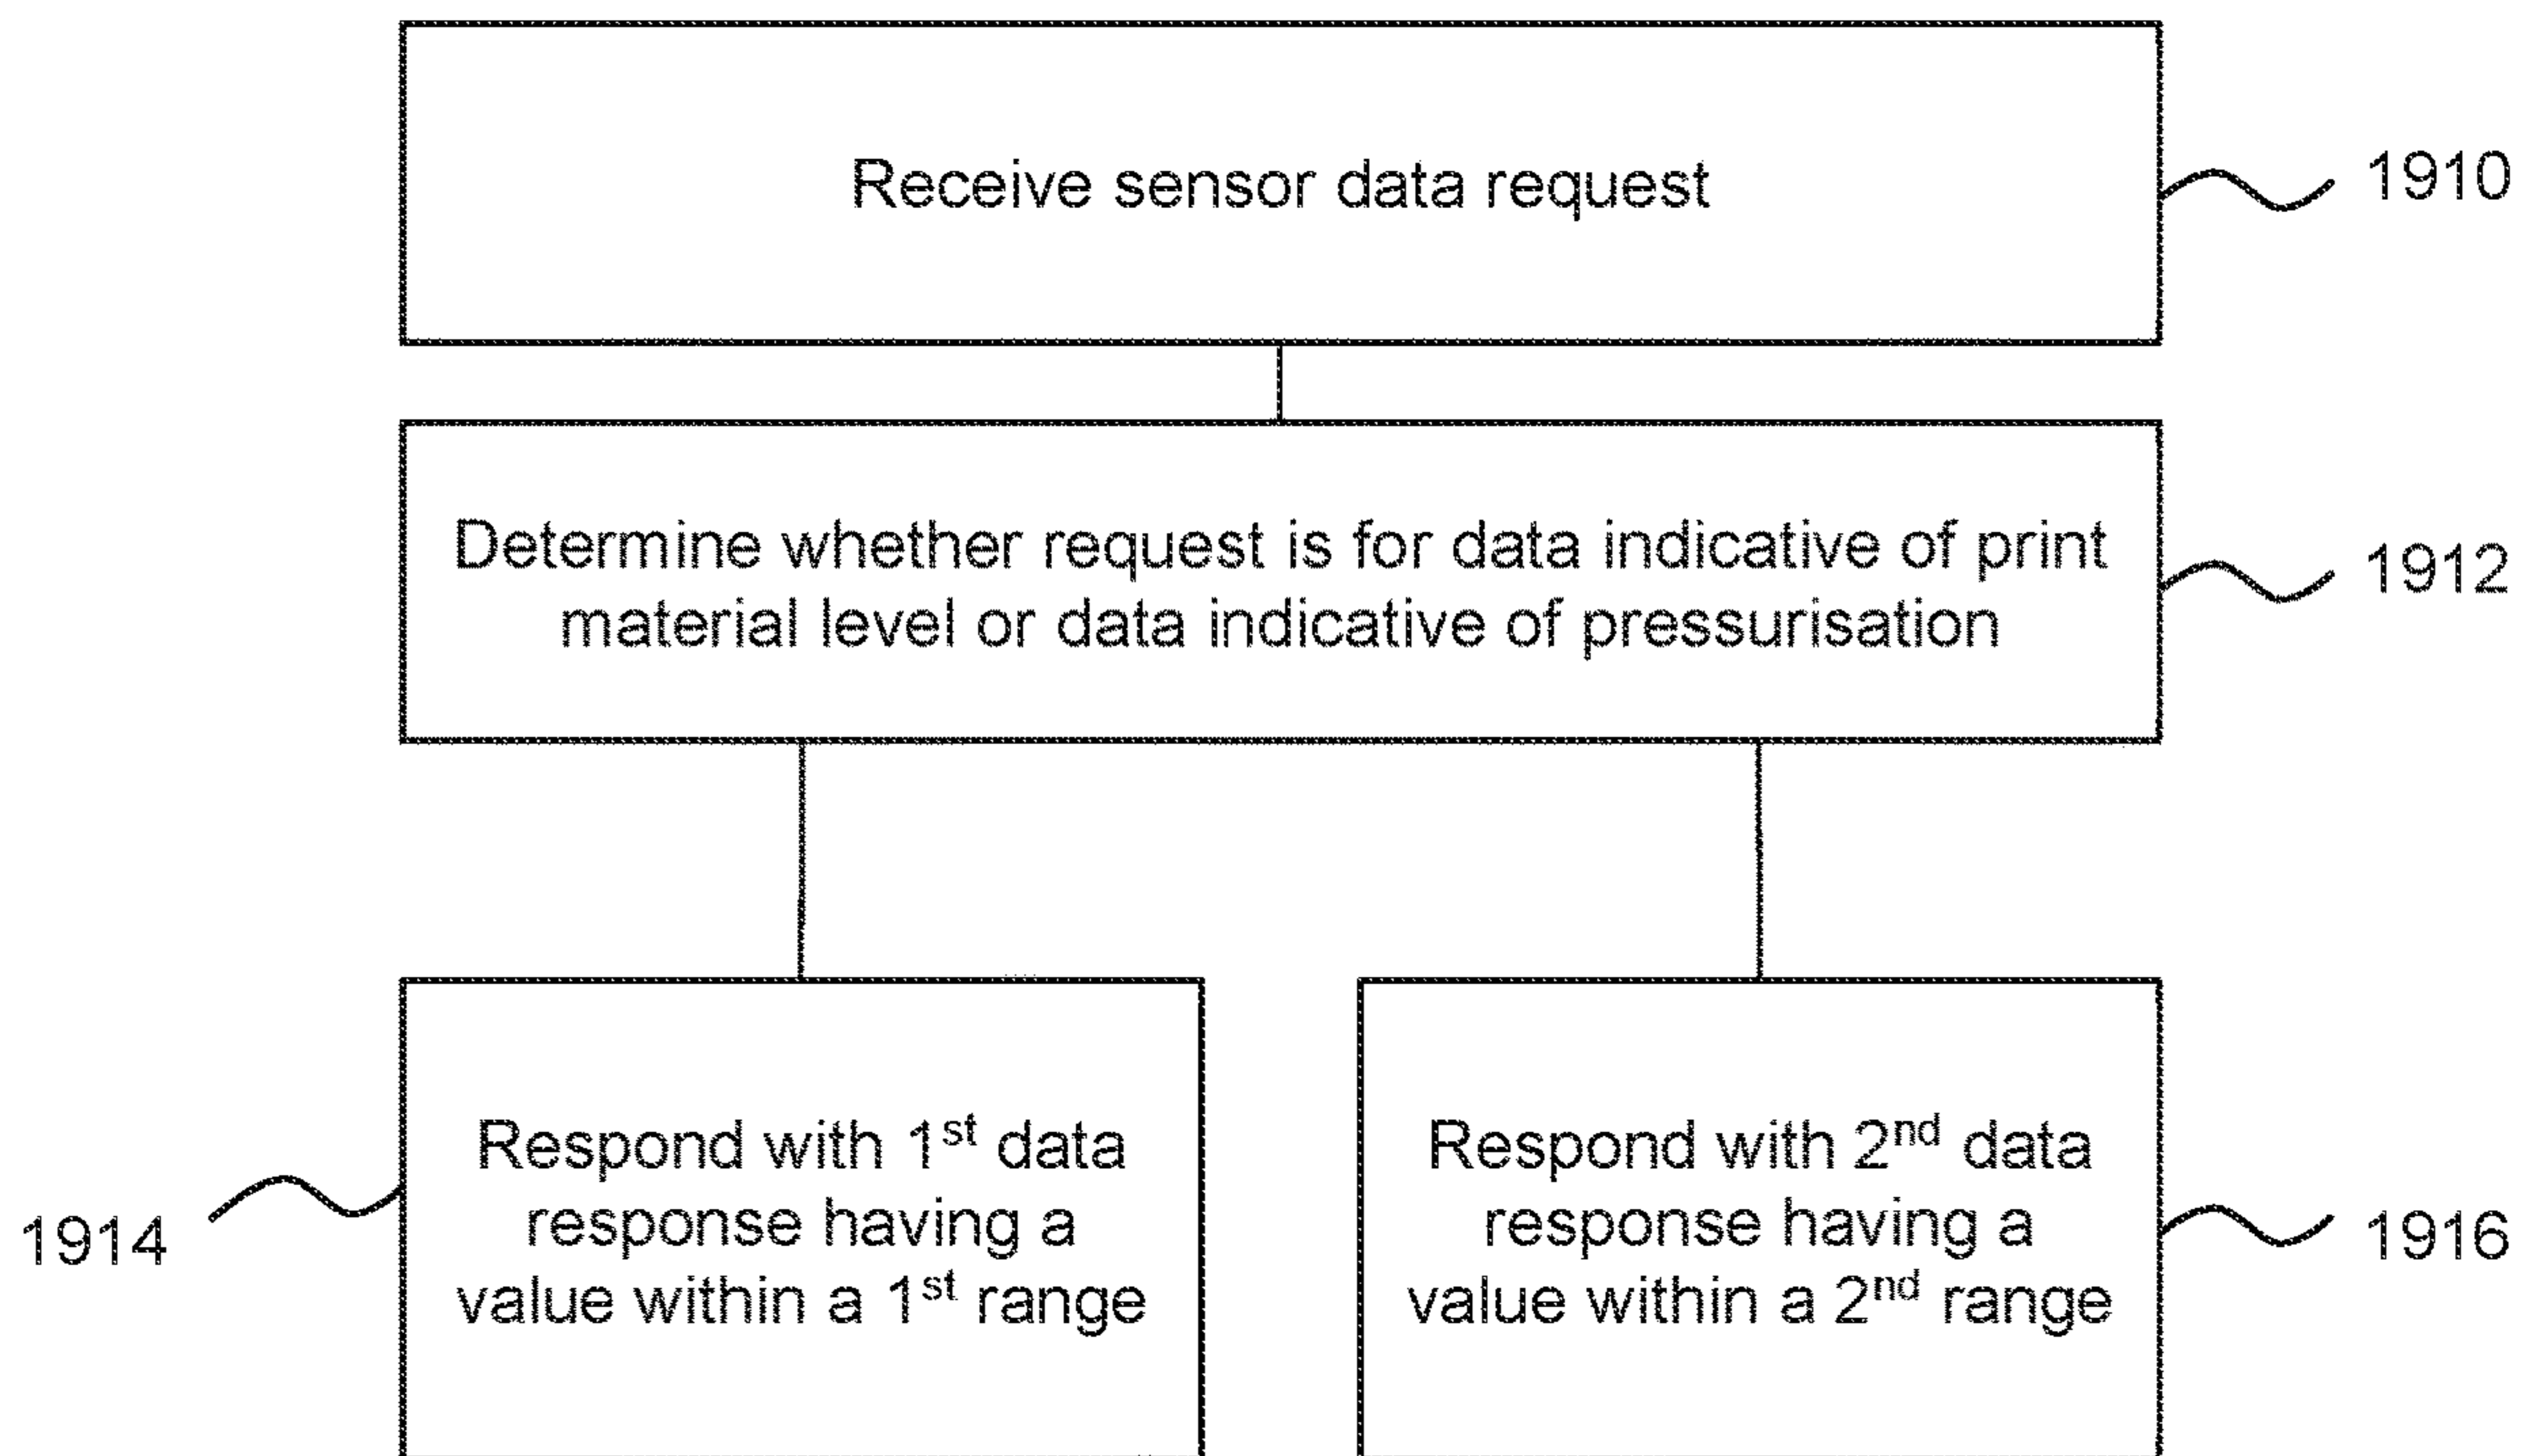 Receive sensor data request
1910
Determine whether request is for data indicative of print
material level or data indicative of pressurisation
1912
Respond with 1st data
response having a
value within a 1st range
1914
Respond with 2nd data
response having a
value within a 2nd range
1916